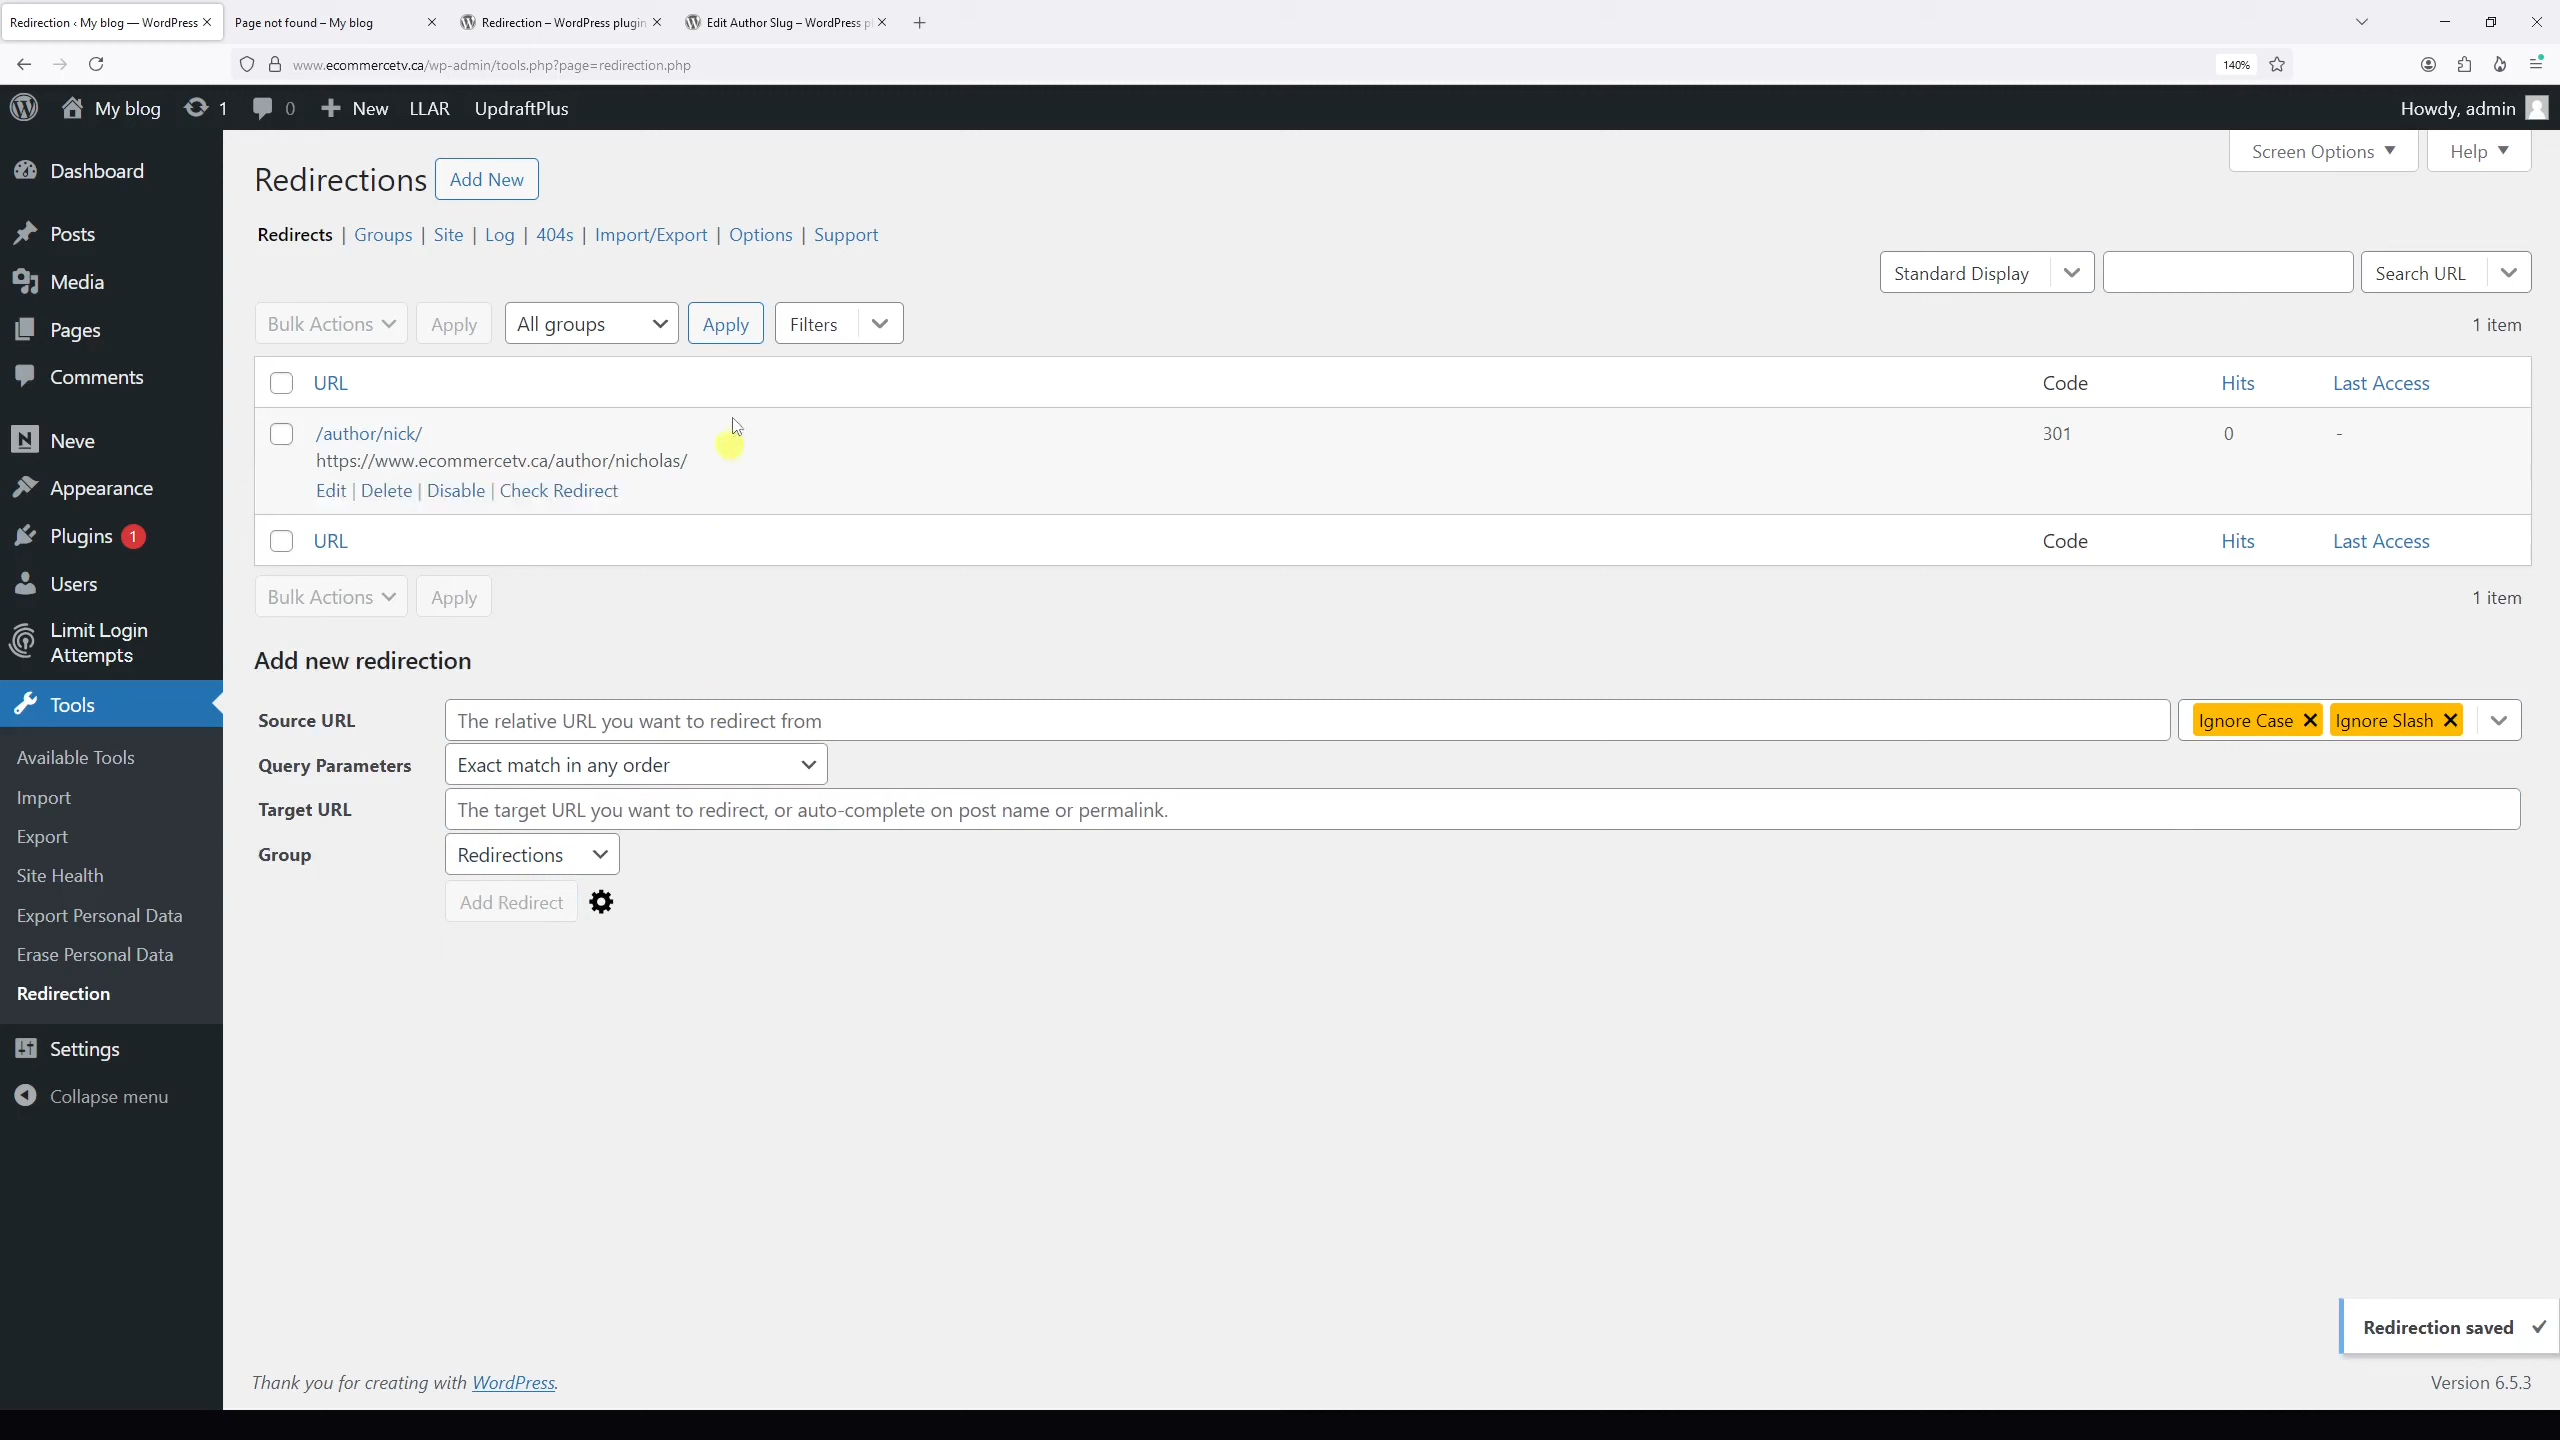 Redirection ‹ My blog — WordPress
Page not found – My blog
Redirection – WordPress plugin
Edit Author Slug – WordPress pl
www.ecommercetv.ca/wp-admin/tools.php?page=redirection.php
140%
My blog
1
0
New
LLAR
UpdraftPlus
Howdy, admin
Dashboard
Posts
Media
Pages
Comments
Neve
Appearance
Plugins 1
Users
Limit Login
Attempts
Tools
Available Tools
Import
Export
Site Health
Export Personal Data
Erase Personal Data
Redirection
Settings
Collapse menu
Screen Options
Help
Redirections
Add New
Redirects | Groups | Site | Log | 404s | Import/Export | Options | Support
Standard Display
Search URL
Bulk Actions
Apply
All groups
Apply
Filters
1 item
URL
Code
Hits
Last Access
/author/nick/
301
0
-
https://www.ecommercetv.ca/author/nicholas/
Edit | Delete | Disable | Check Redirect
URL
Code
Hits
Last Access
Bulk Actions
Apply
1 item
Add new redirection
Source URL
The relative URL you want to redirect from
Ignore Case
Ignore Slash
Query Parameters
Exact match in any order
Target URL
The target URL you want to redirect, or auto-complete on post name or permalink.
Group
Redirections
Add Redirect
Redirection saved
Thank you for creating with WordPress.
Version 6.5.3